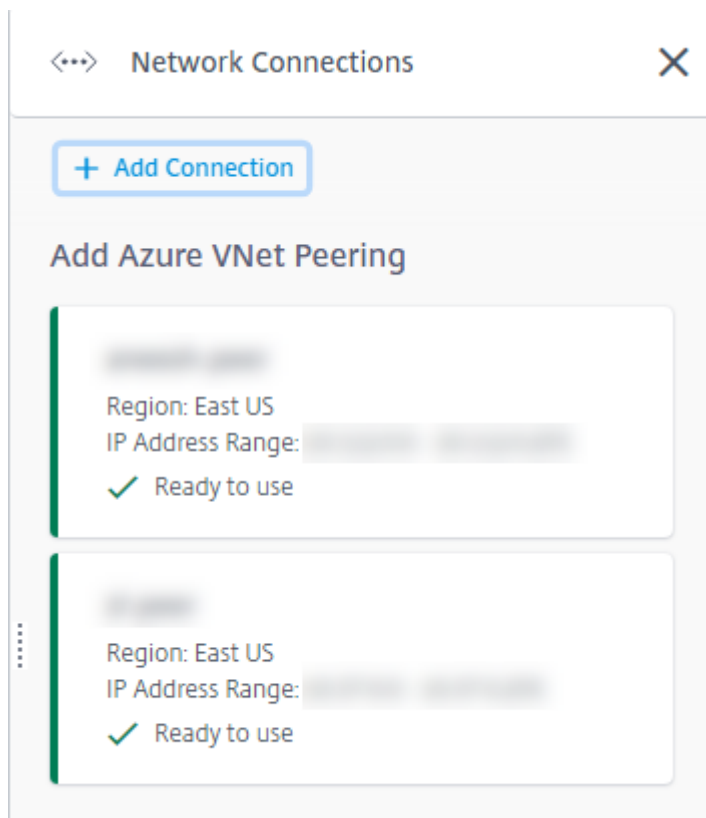 Network Connections
+ Add Connection
Add Azure VNet Peering
Region: East US
IP Address Range:
Ready to use
Region: East US
IP Address Range:
Ready to use